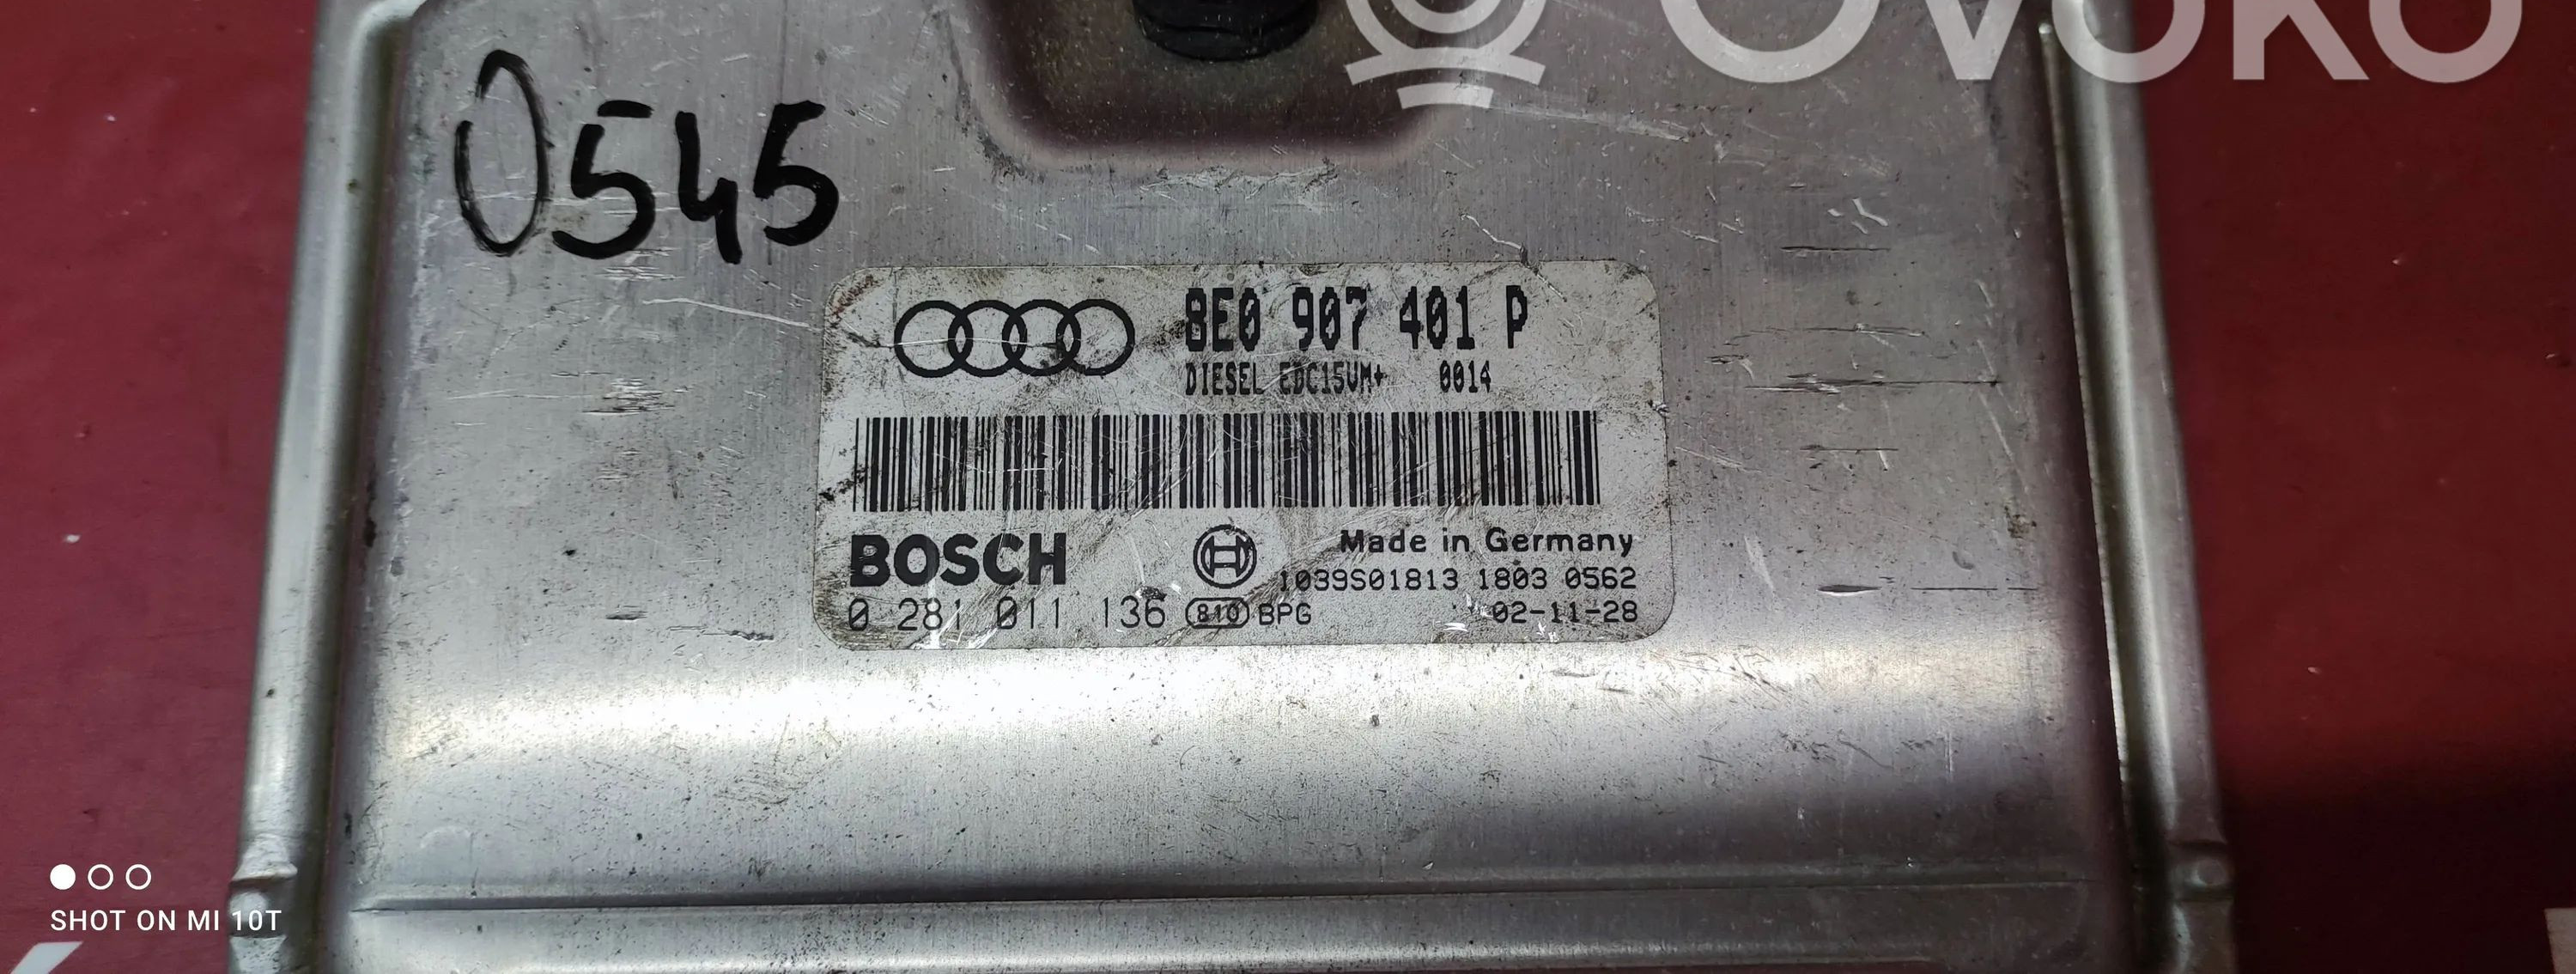 OVOKO
0545
8E0 907 401 P
DIESEL EDC15VM+ 0014
BOSCH
Made in Germany
1039S01813 1803 0562
0 281 011 136 810 BPG 02-11-28
SHOT ON MI 10T